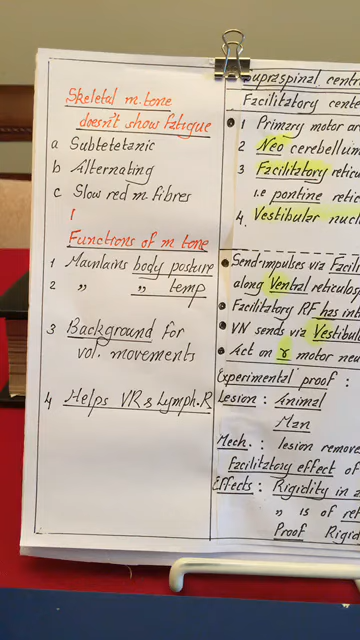 Skeletal m. tone
doesn't show fatigue
a Subtetanic
b Alternating
c Slow red m. fibres
Functions of m tone
1 Maintains body posture
2 " " temp
3 Background for
vol. movements
4 Helps VR & Lymph. R
Supraspinal centr
Facilitatory cente
1 Primary motor ar
2 Neo cerebellum
3 Facilitatory reticu
i.e pontine retic
4. Vestibular nucl
Send impulses via Facil
along Ventral reticulos
Facilitatory RF has in
VN sends via Vestibul
Act on γ motor neu
Experimental proof :
Lesion : Animal
Man
Mech. : lesion remove
facilitatory effect of
Effects : Rigidity in a
" is of ref
Proof Rigid